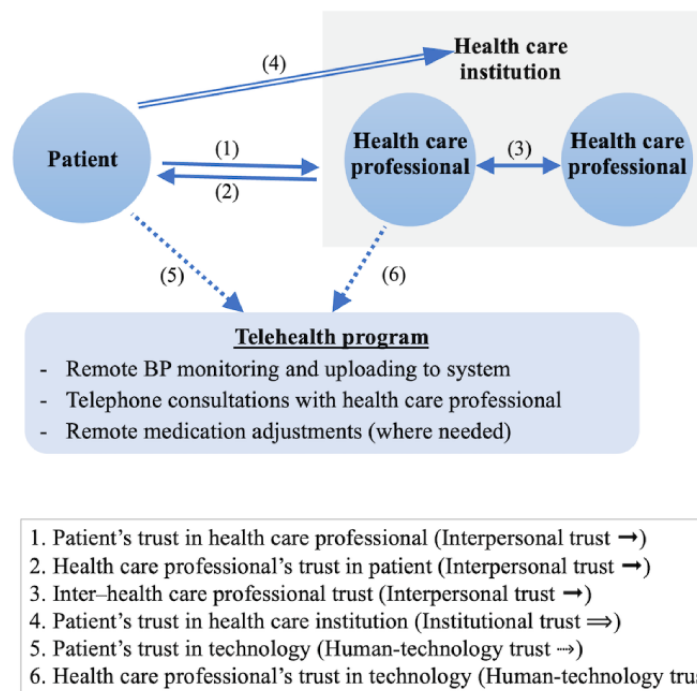 (4)
Health care
institution
Patient
(1)
(2)
Health care
professional
(3)
Health care
professional
(5)
(6)
Telehealth program
- Remote BP monitoring and uploading to system
- Telephone consultations with health care professional
- Remote medication adjustments (where needed)
1. Patient’s trust in health care professional (Interpersonal trust →)
2. Health care professional’s trust in patient (Interpersonal trust →)
3. Inter–health care professional trust (Interpersonal trust →)
4. Patient’s trust in health care institution (Institutional trust ⇒)
5. Patient’s trust in technology (Human-technology trust ⤏)
6. Health care professional’s trust in technology (Human-technology